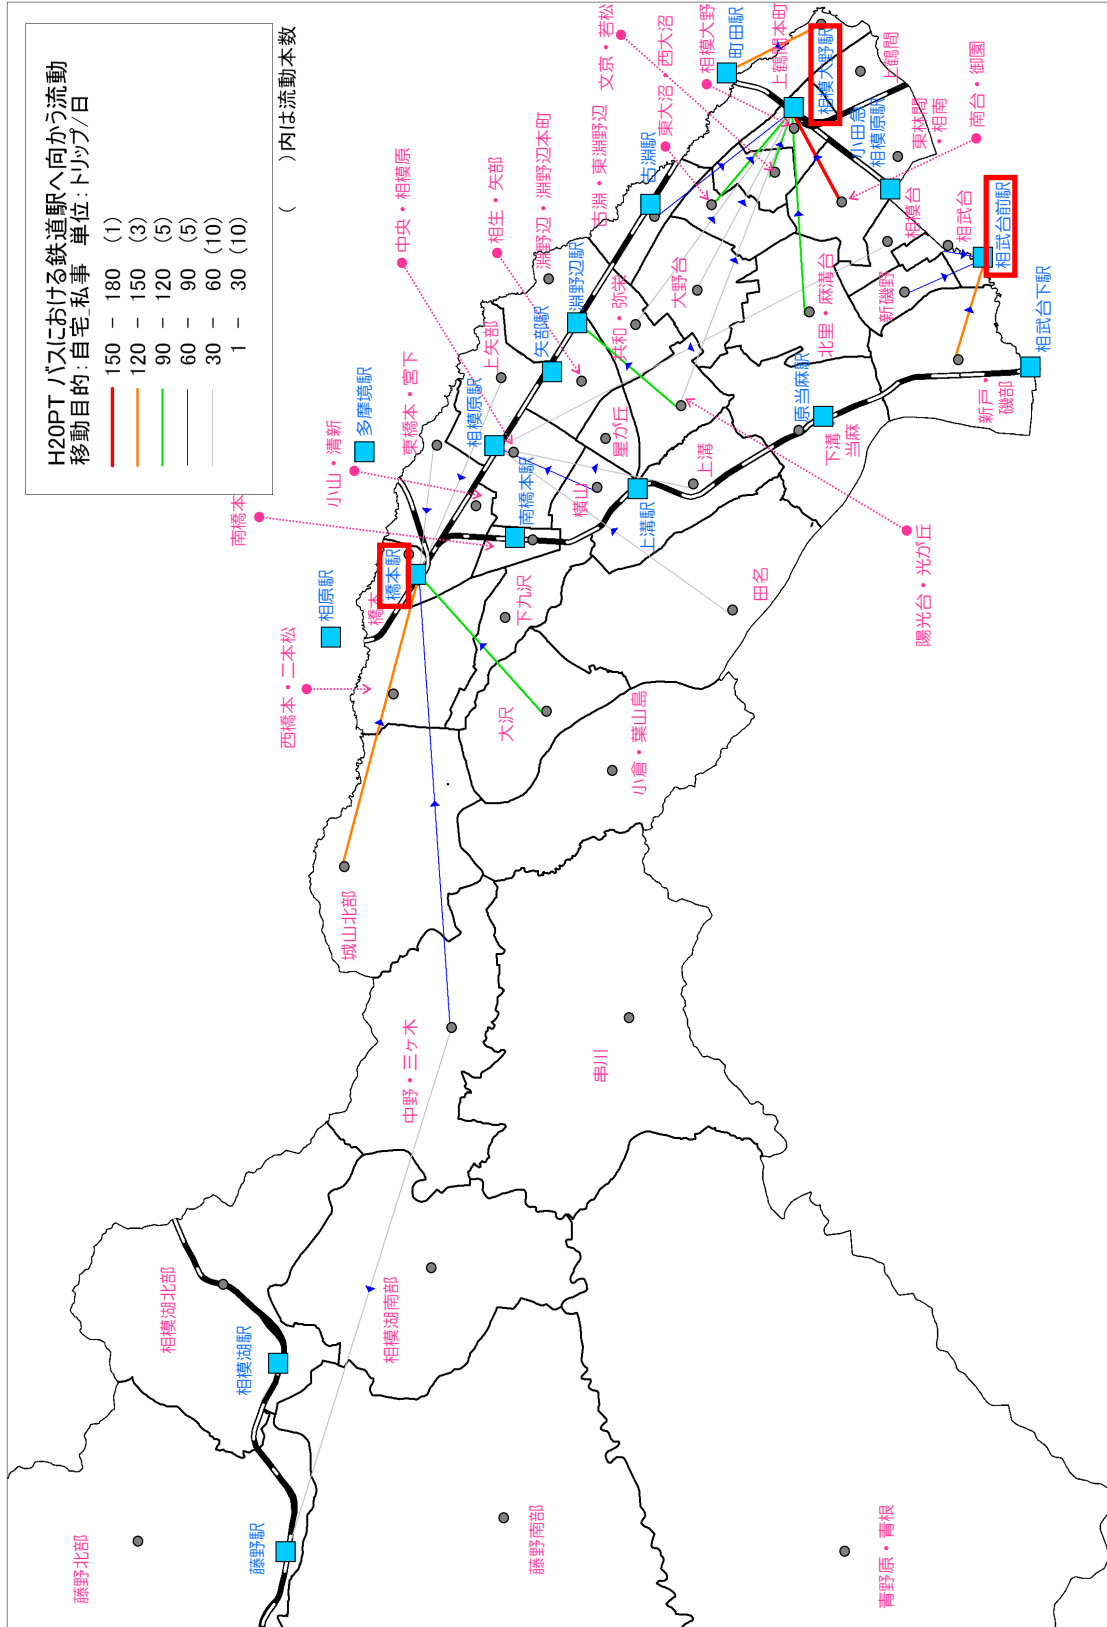 H20PT バスにおける鉄道駅へ向かう流動
移動目的：自宅_私事 単位：トリップ/日
150 － 180 (1)
120 － 150 (3)
90 － 120 (5)
60 － 90 (5)
30 － 60 (10)
1 － 30 (10)
( )内は流動本数
藤野北部
藤野駅
藤野南部
青野原・青根
相模湖北部
相模湖駅
相模湖南部
中野・三ヶ木
串川
城山北部
小倉・葉山島
大沢
西橋本・二本松
相原駅
橋本
橋本駅
下九沢
田名
南橋本
小山・清新
多摩境駅
東橋本・宮下
南橋本駅
横山
上溝駅
上溝
相模原駅
上矢部
中央・相模原
星が丘
矢部駅
相生・矢部
淵野辺駅
淵野辺・淵野辺本町
共和・弥栄
陽光台・光が丘
大野台
古淵・東淵野辺
古淵駅
東大沼・西大沼
文京・若松
相模大野
町田駅
上鶴間本町
相模大野駅
上鶴間
小田急
相模原駅
東林間
・相南
南台・御園
相模台
相武台
相武台前駅
新磯野
北里・麻溝台
原当麻駅
下溝
当麻
新戸・
磯部
相武台下駅